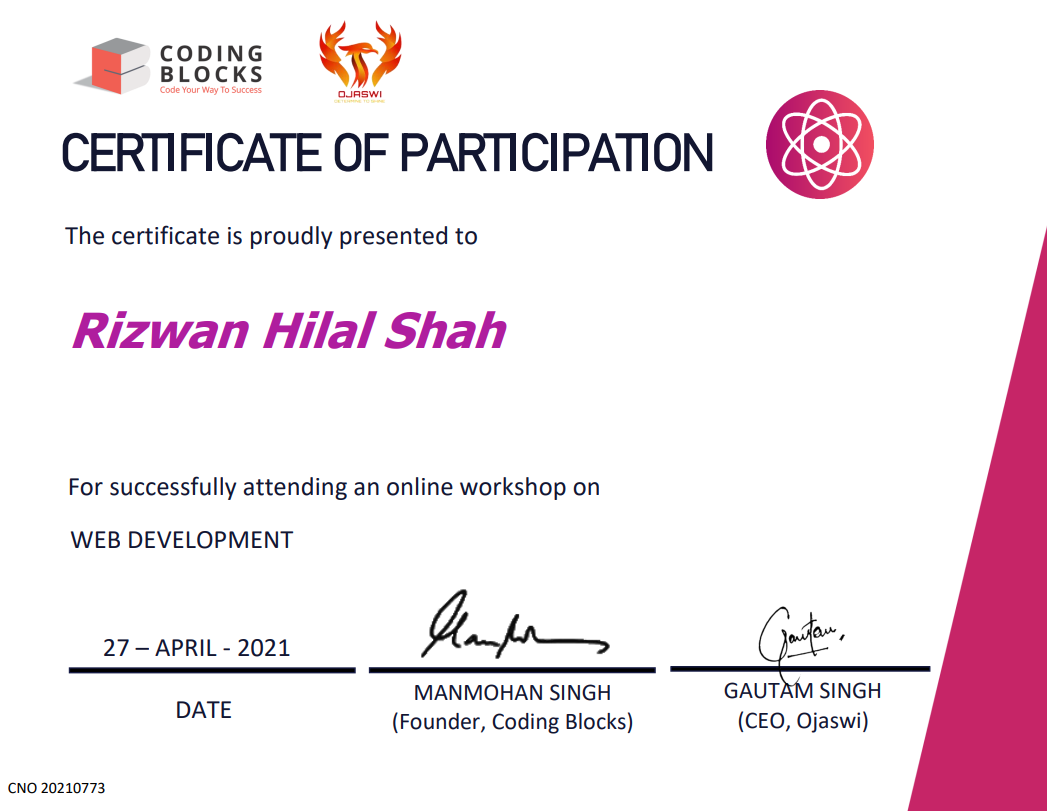 CODING
BLOCKS
Code Your Way To Success
OJASWI
CERTIFICATE OF PARTICIPATION
The certificate is proudly presented to
Rizwan Hilal Shah
For successfully attending an online workshop on
WEB DEVELOPMENT
Gautam
27 – APRIL - 2021
DATE
MANMOHAN SINGH
(Founder, Coding Blocks)
GAUTAM SINGH
(CEO, Ojaswi)
CNO 20210773